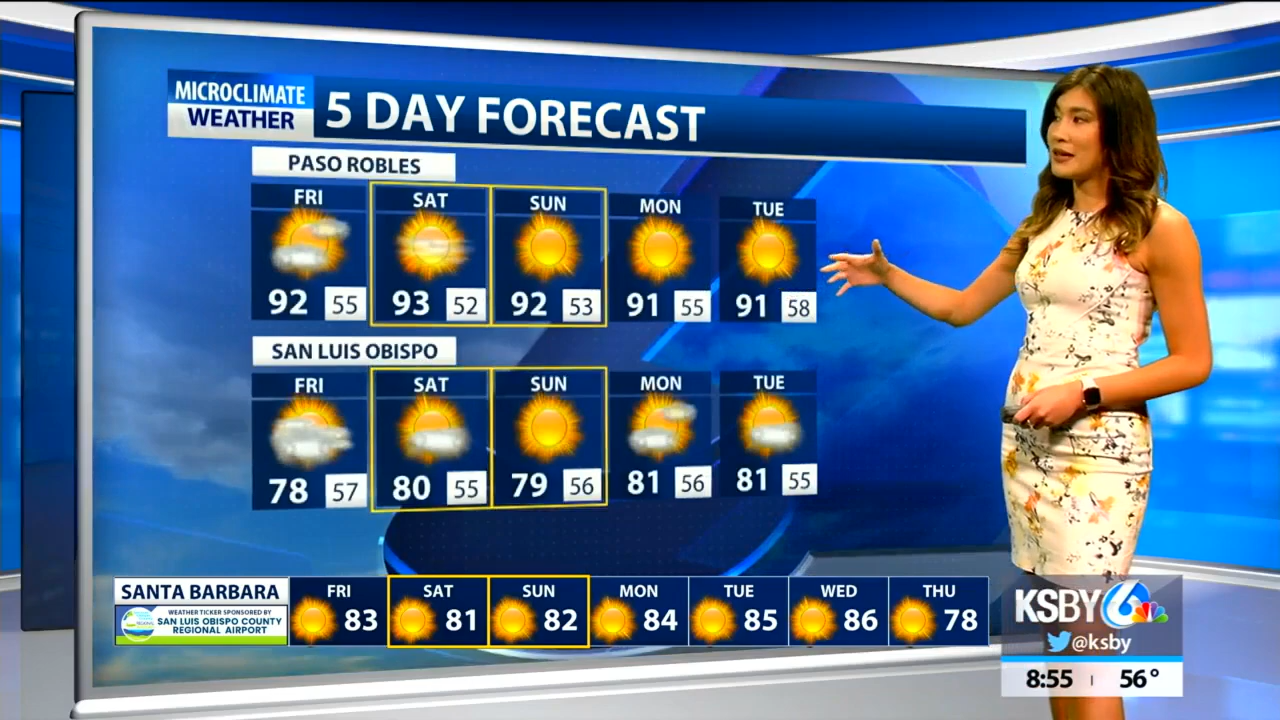 MICROCLIMATE
WEATHER
5 DAY FORECAST
PASO ROBLES
FRI SAT SUN MON TUE
92 55 93 52 92 53 91 55 91 58
SAN LUIS OBISPO
FRI SAT SUN MON TUE
78 57 80 55 79 56 81 56 81 55
SANTA BARBARA
WEATHER TICKER SPONSORED BY
SAN LUIS OBISPO COUNTY
REGIONAL AIRPORT
FRI SAT SUN MON TUE WED THU
83 81 82 84 85 86 78
KSBY 6
@ksby
8:55 56°